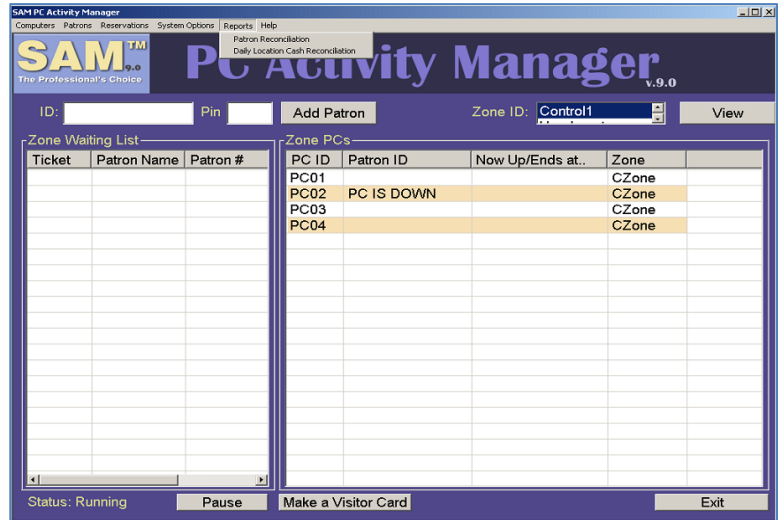 SAM PC Activity Manager
Computers Patrons Reservations System Options Reports Help
Patron Reconciliation
Daily Location Cash Reconciliation
SAM™ 9.0
The Professional's Choice
PC Activity Manager
v.9.0
ID: Pin Add Patron Zone ID: Control1 View
Zone Waiting List Zone PCs
Ticket Patron Name Patron # PC ID Patron ID Now Up/Ends at.. Zone
PC01 CZone
PC02 PC IS DOWN CZone
PC03 CZone
PC04 CZone
Status: Running Pause Make a Visitor Card Exit